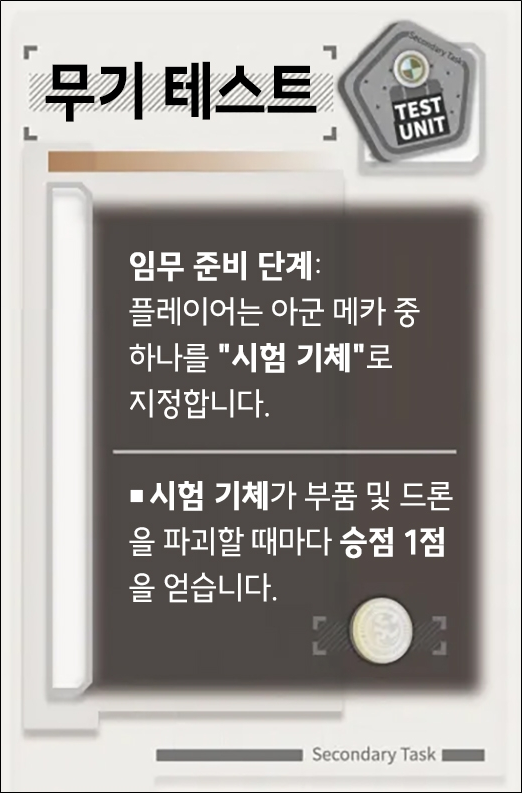 무기 테스트
Secondary Task
TEST
UNIT
임무 준비 단계:
플레이어는 아군 메카 중
하나를 "시험 기체"로
지정합니다.
■ 시험 기체가 부품 및 드론
을 파괴할 때마다 승점 1점
을 얻습니다.
Secondary Task